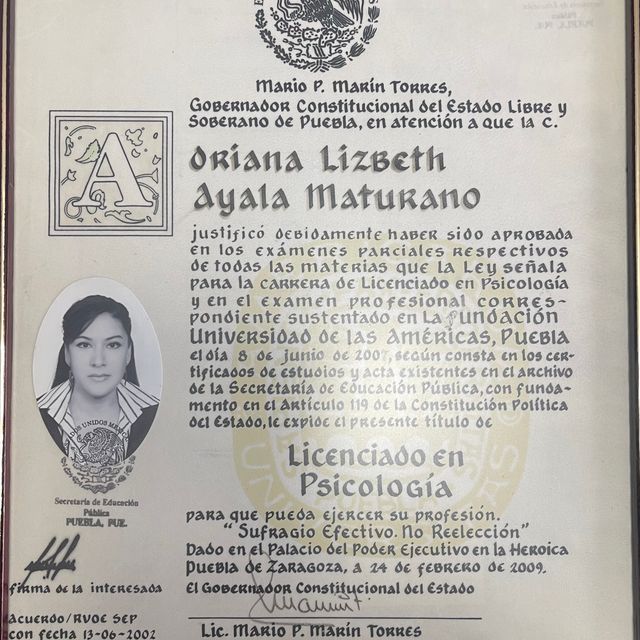 Mario P. Marín Torres,
Gobernador Constitucional del Estado Libre y
Soberano de Puebla, en atención a que la C.
A
Oriana Lizbeth
Ayala Maturano
justificó debidamente haber sido aprobada
en los exámenes parciales respectivos
de todas las materias que la Ley señala
para la carrera de Licenciado en Psicología
y en el examen profesional corres-
pondiente sustentado en La Fundación
Universidad de las Américas, Puebla
el día 8 de junio de 2007, según consta en los cer-
tificados de estudios y acta existentes en el archivo
de la Secretaría de Educación Pública, con funda-
mento en el Artículo 119 de la Constitución Política
del Estado, le expide el presente título de
Licenciado en
Psicología
para que pueda ejercer su profesión.
"Sufragio Efectivo. No Reelección"
Dado en el Palacio del Poder Ejecutivo en la Heroica
Puebla de Zaragoza, a 24 de febrero de 2009.
El Gobernador Constitucional del Estado
Lic. Mario P. Marín Torres
Secretaría de Educación
Pública
PUEBLA, PUE.
firma de la interesada
acuerdo/RVOE SEP
con fecha 13-06-2002